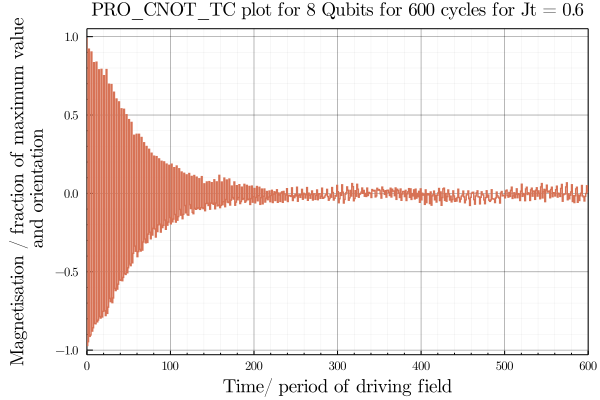 PRO_CNOT_TC plot for 8 Qubits for 600 cycles for Jt = 0.6
Magnetisation / fraction of maximum value
and orientation
1.0
0.5
0.0
−0.5
−1.0
0 100 200 300 400 500 600
Time/ period of driving field